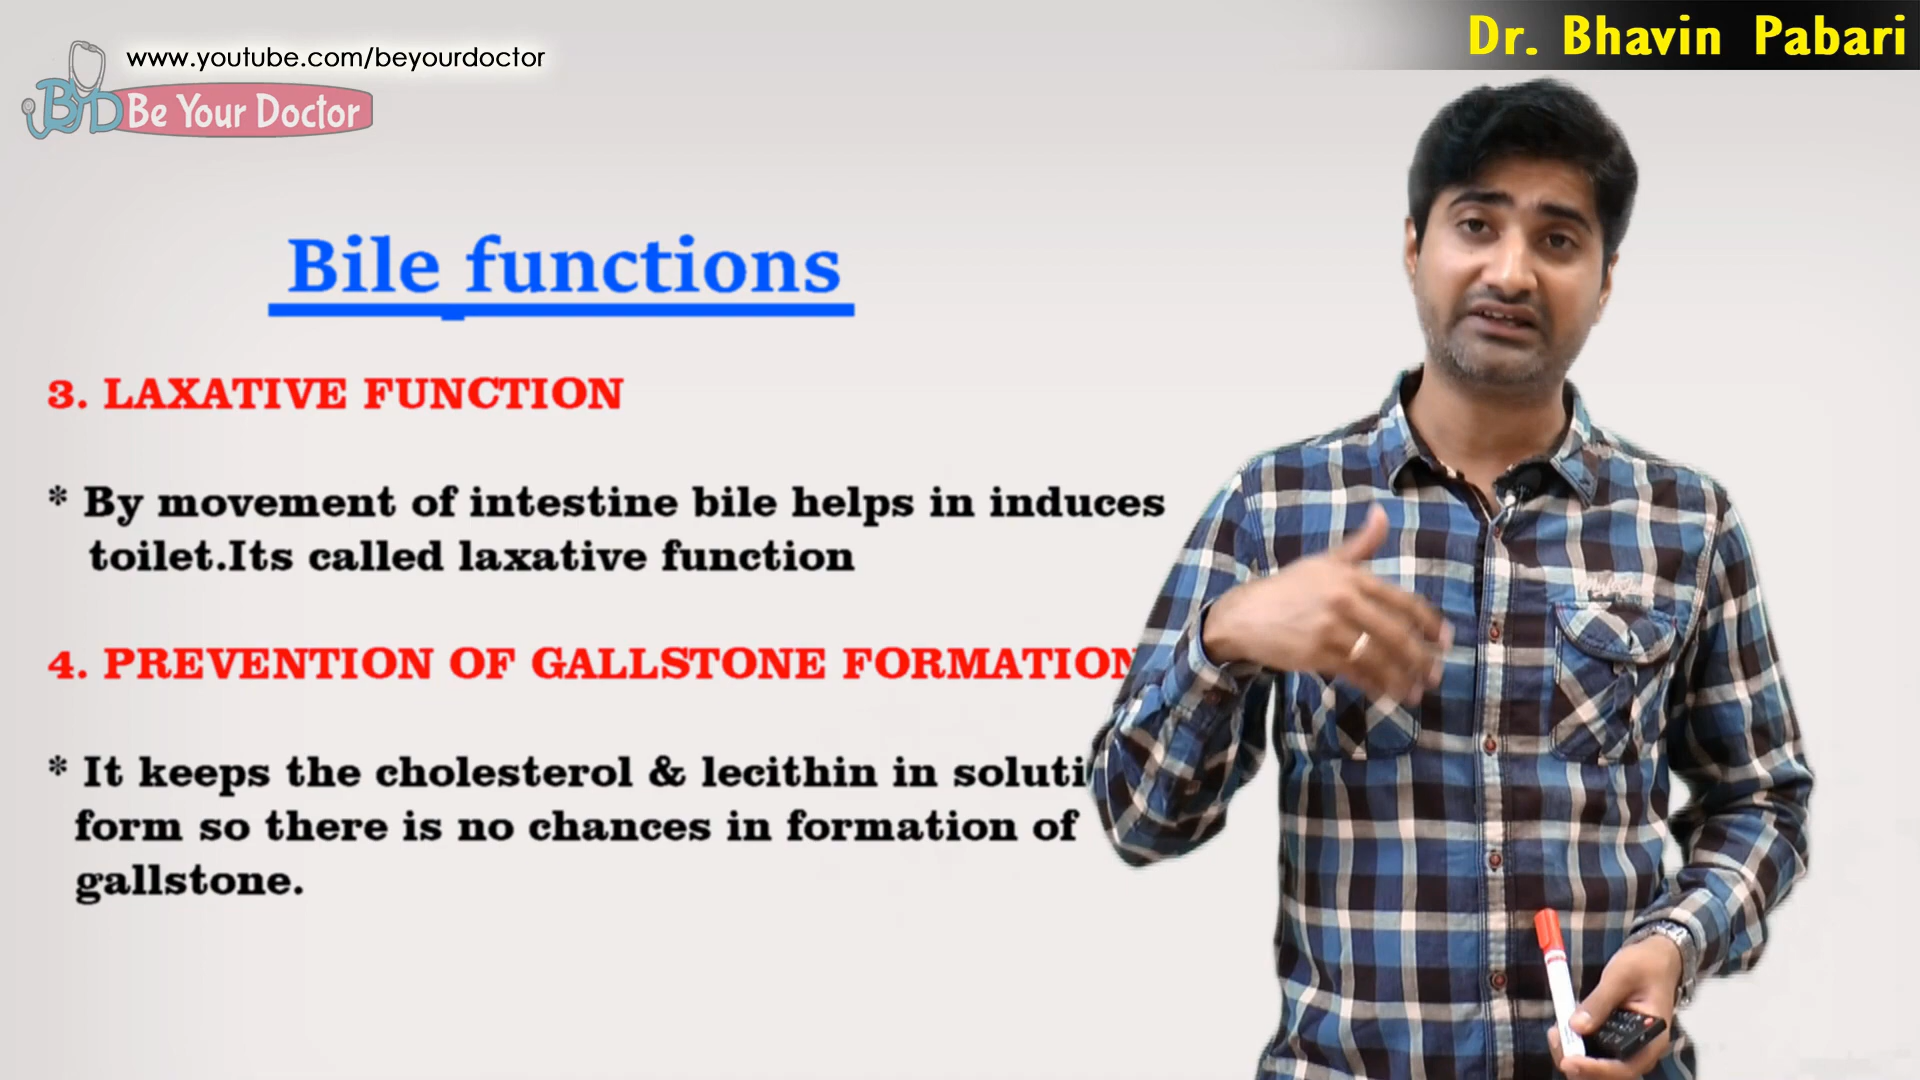 www.youtube.com/beyourdoctor
Dr. Bhavin Pabari
BYD Be Your Doctor
Bile functions
3. LAXATIVE FUNCTION
* By movement of intestine bile helps in induces
toilet.Its called laxative function
4. PREVENTION OF GALLSTONE FORMATION
* It keeps the cholesterol & lecithin in soluti
form so there is no chances in formation of
gallstone.